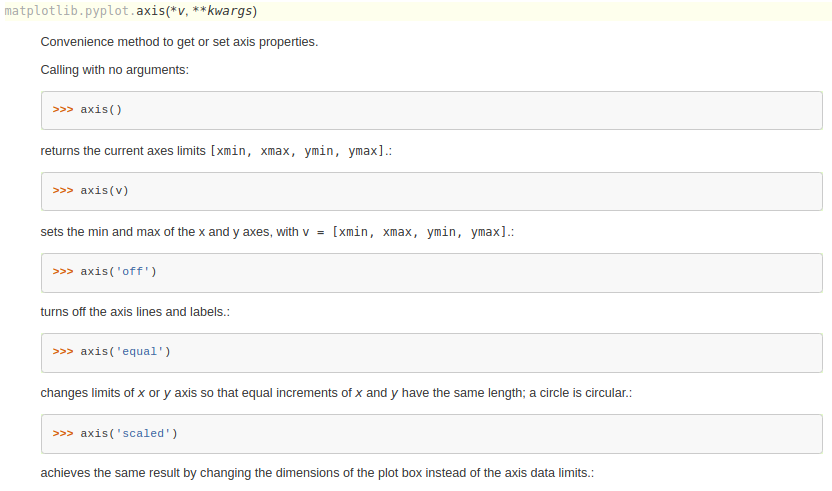 matplotlib.pyplot.axis(*v, **kwargs)
Convenience method to get or set axis properties.
Calling with no arguments:
>>> axis()
returns the current axes limits [xmin, xmax, ymin, ymax].:
>>> axis(v)
sets the min and max of the x and y axes, with v = [xmin, xmax, ymin, ymax].:
>>> axis('off')
turns off the axis lines and labels.:
>>> axis('equal')
changes limits of x or y axis so that equal increments of x and y have the same length; a circle is circular.:
>>> axis('scaled')
achieves the same result by changing the dimensions of the plot box instead of the axis data limits.: